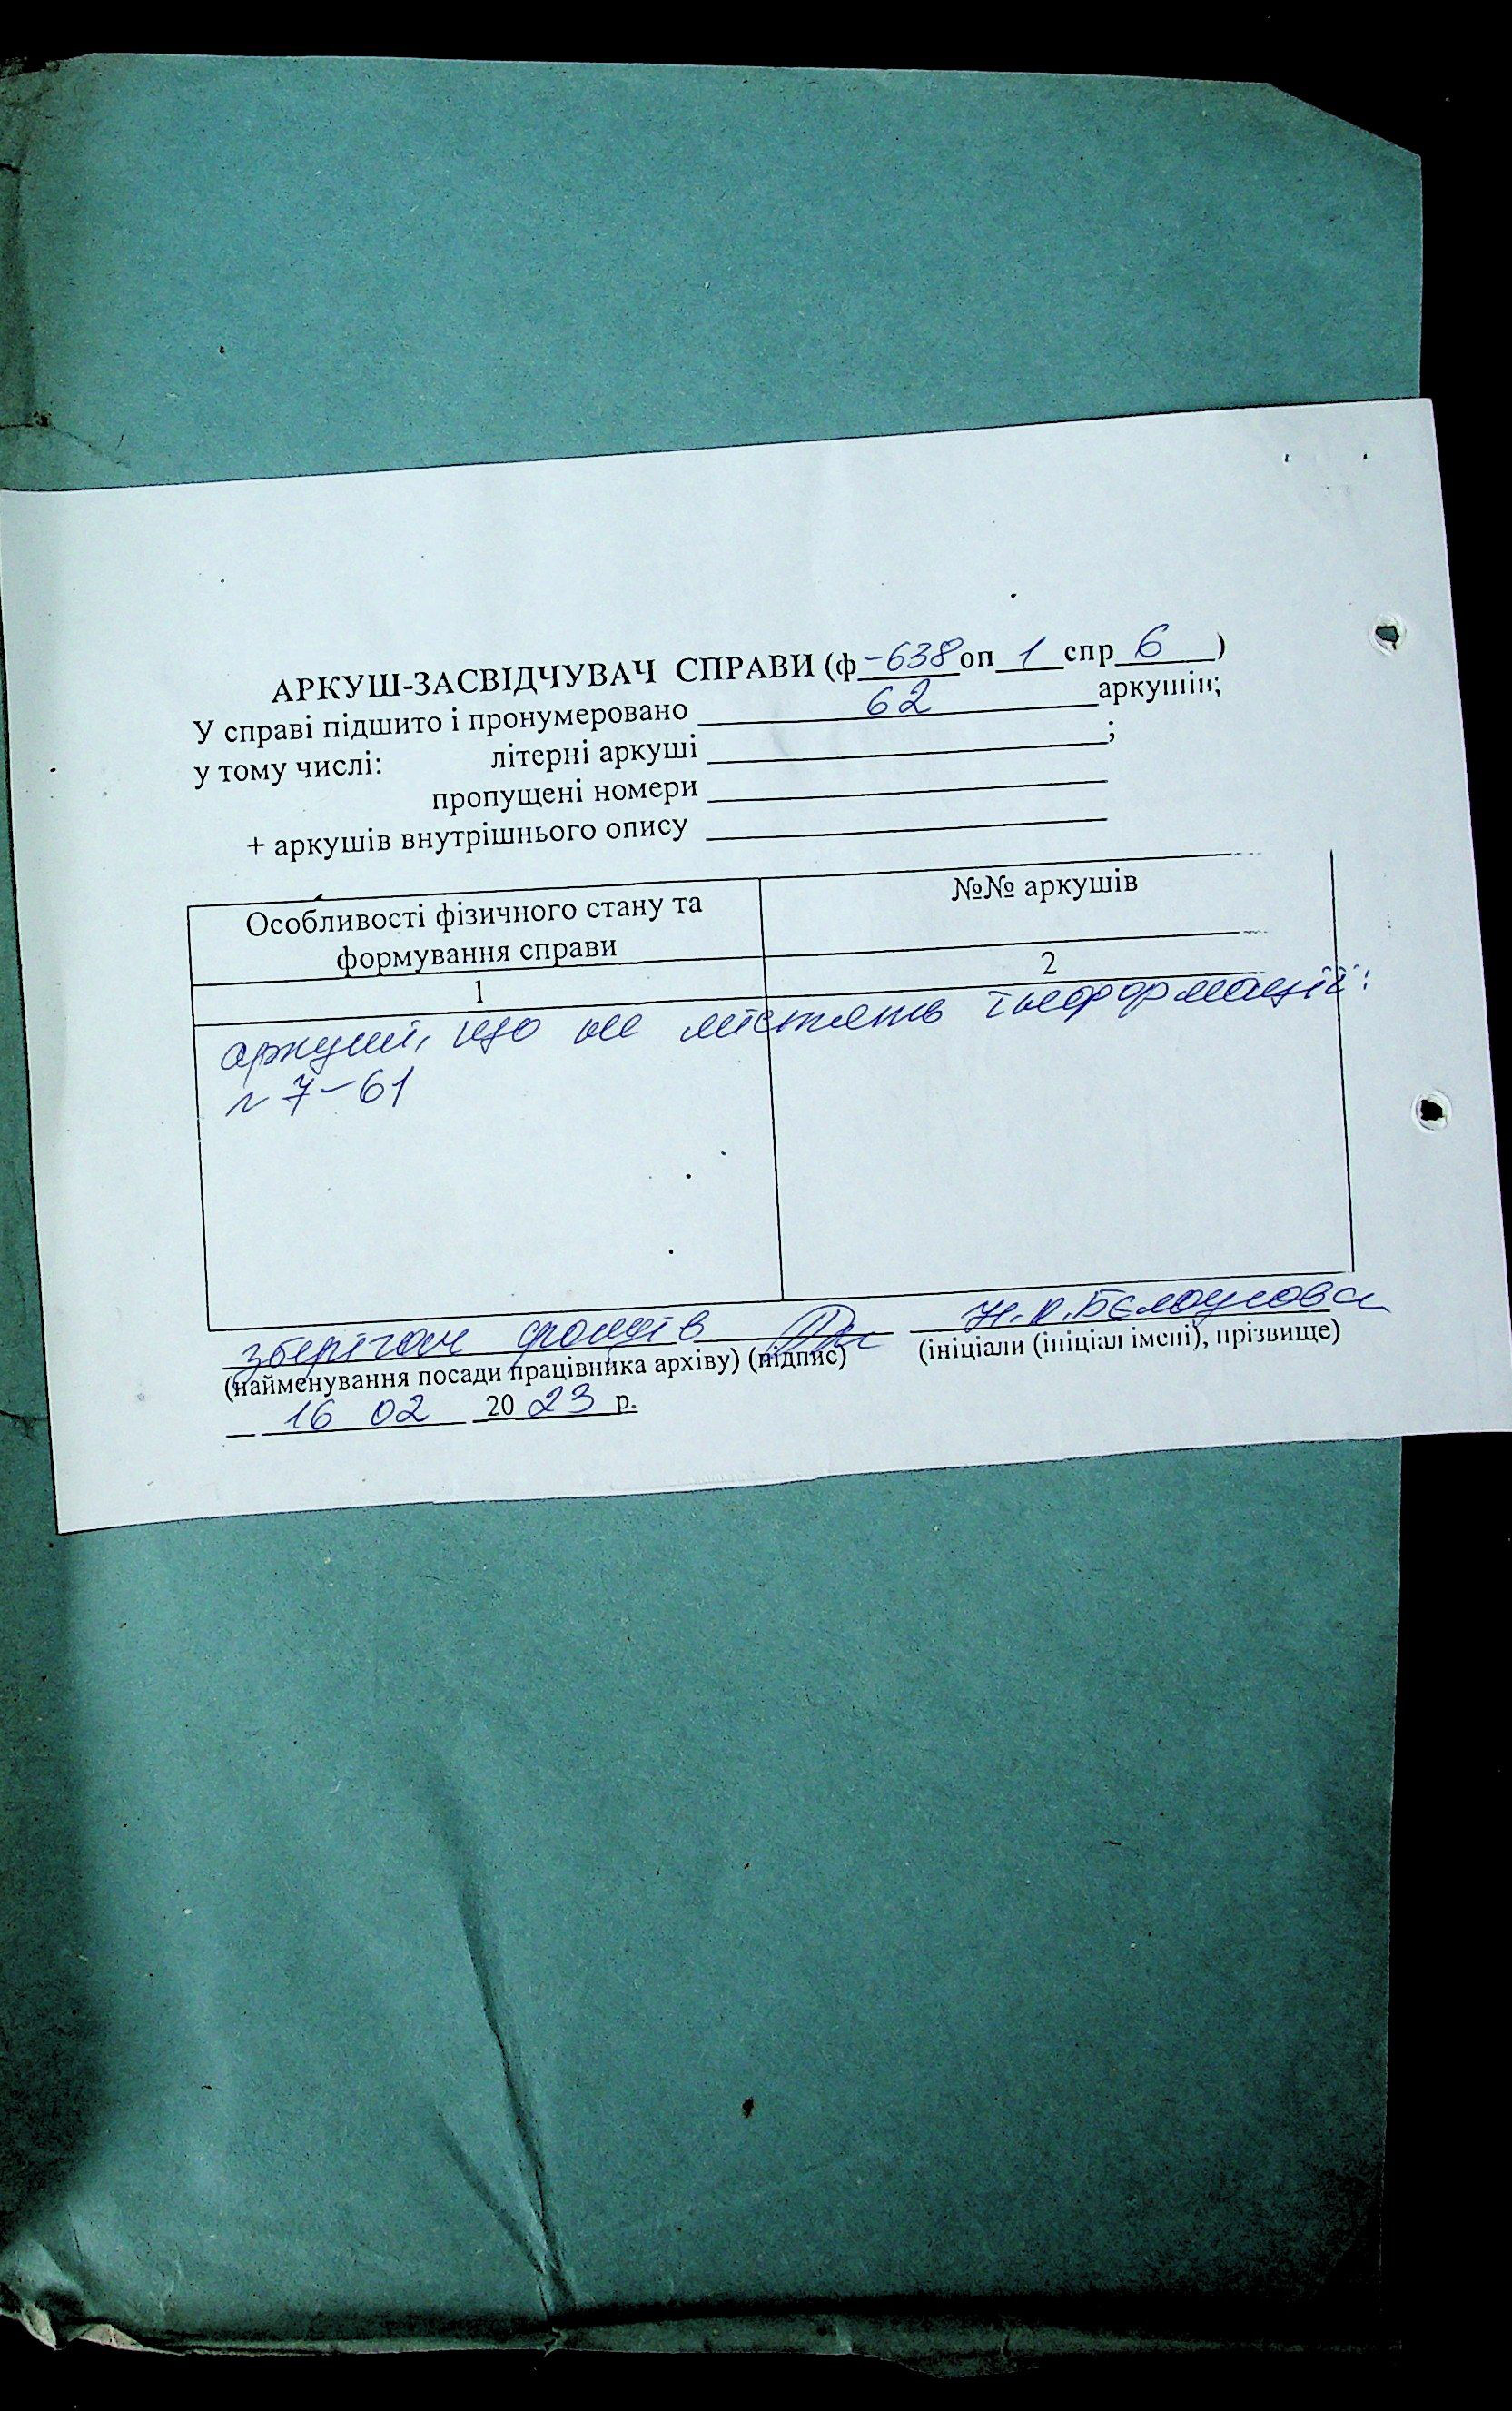 АРКУШ-ЗАСВІДЧУВАЧ СПРАВИ (ф -638 оп 1 спр 6 )
У справі підшито і пронумеровано 62 аркушів;
у тому числі: літерні аркуші ;
пропущені номери
+ аркушів внутрішнього опису
Особливості фізичного стану та формування справи №№ аркушів
1 2
аркуші, що не містять інформації:
7-61
зберігач фондів Бєлоусова
(найменування посади працівника архіву) (підпис) (ініціали (ініціал імені), прізвище)
16 02 2023 р.